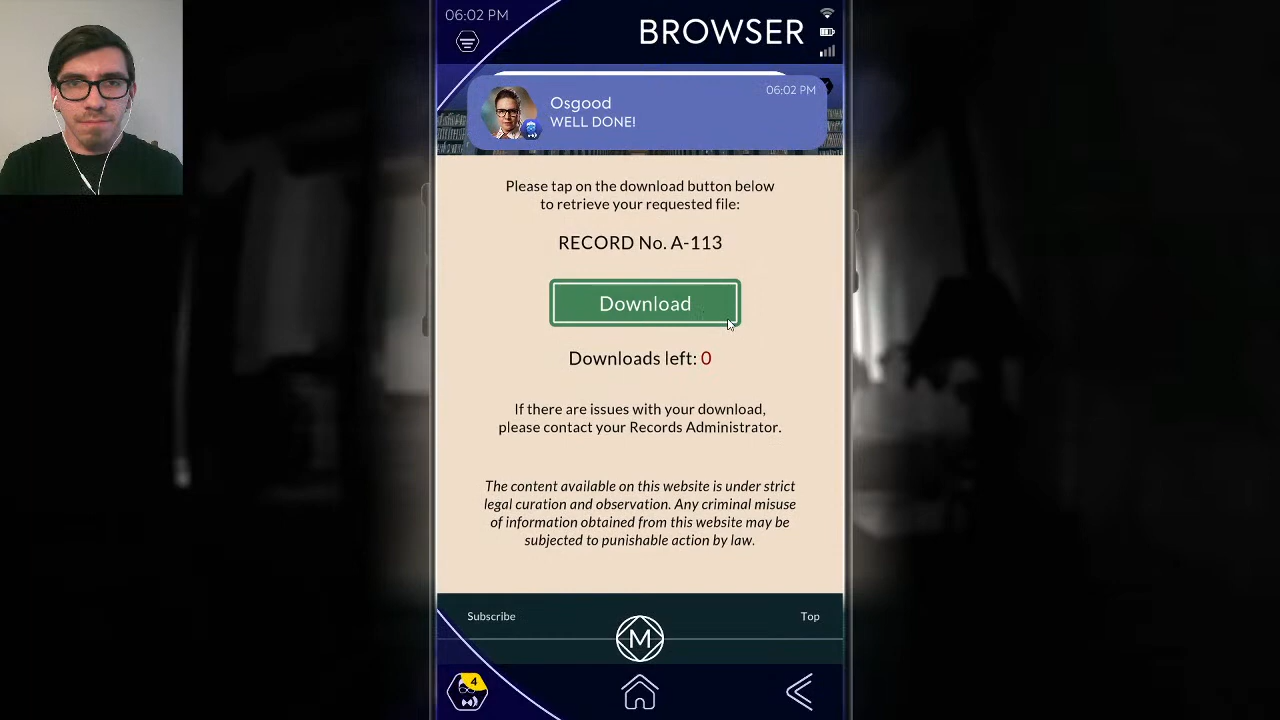 06:02 PM
BROWSER
Osgood
06:02 PM
WELL DONE!
Please tap on the download button below
to retrieve your requested file:
RECORD No. A-113
Download
Downloads left: 0
If there are issues with your download,
please contact your Records Administrator.
The content available on this website is under strict
legal curation and observation. Any criminal misuse
of information obtained from this website may be
subjected to punishable action by law.
Subscribe
Top
M
4